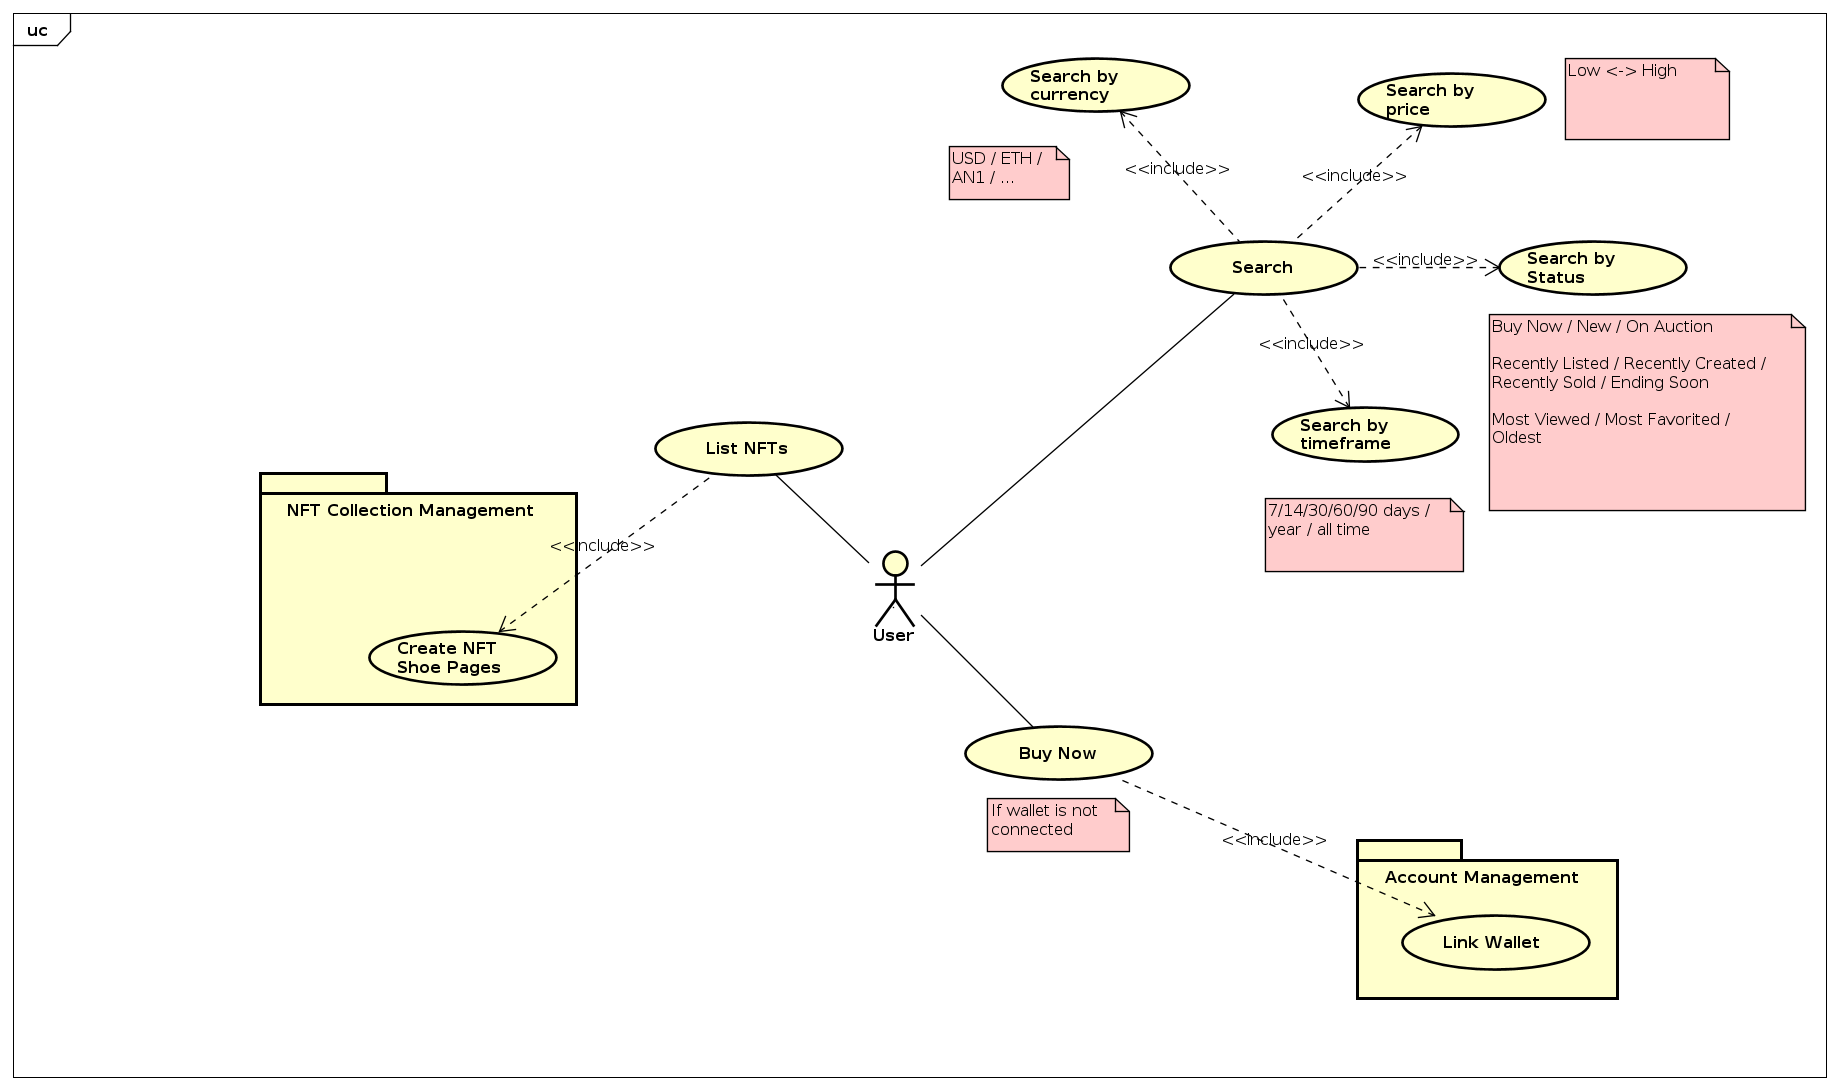 uc
Search by
currency
Search by
price
Low <-> High
USD / ETH /
AN1 / ...
<<include>>
<<include>>
Search
<<include>>
Search by
Status
<<include>>
Buy Now / New / On Auction
Recently Listed / Recently Created /
Recently Sold / Ending Soon
Most Viewed / Most Favorited /
Oldest
Search by
timeframe
7/14/30/60/90 days /
year / all time
List NFTs
NFT Collection Management
<<include>>
Create NFT
Shoe Pages
User
Buy Now
If wallet is not
connected
<<include>>
Account Management
Link Wallet